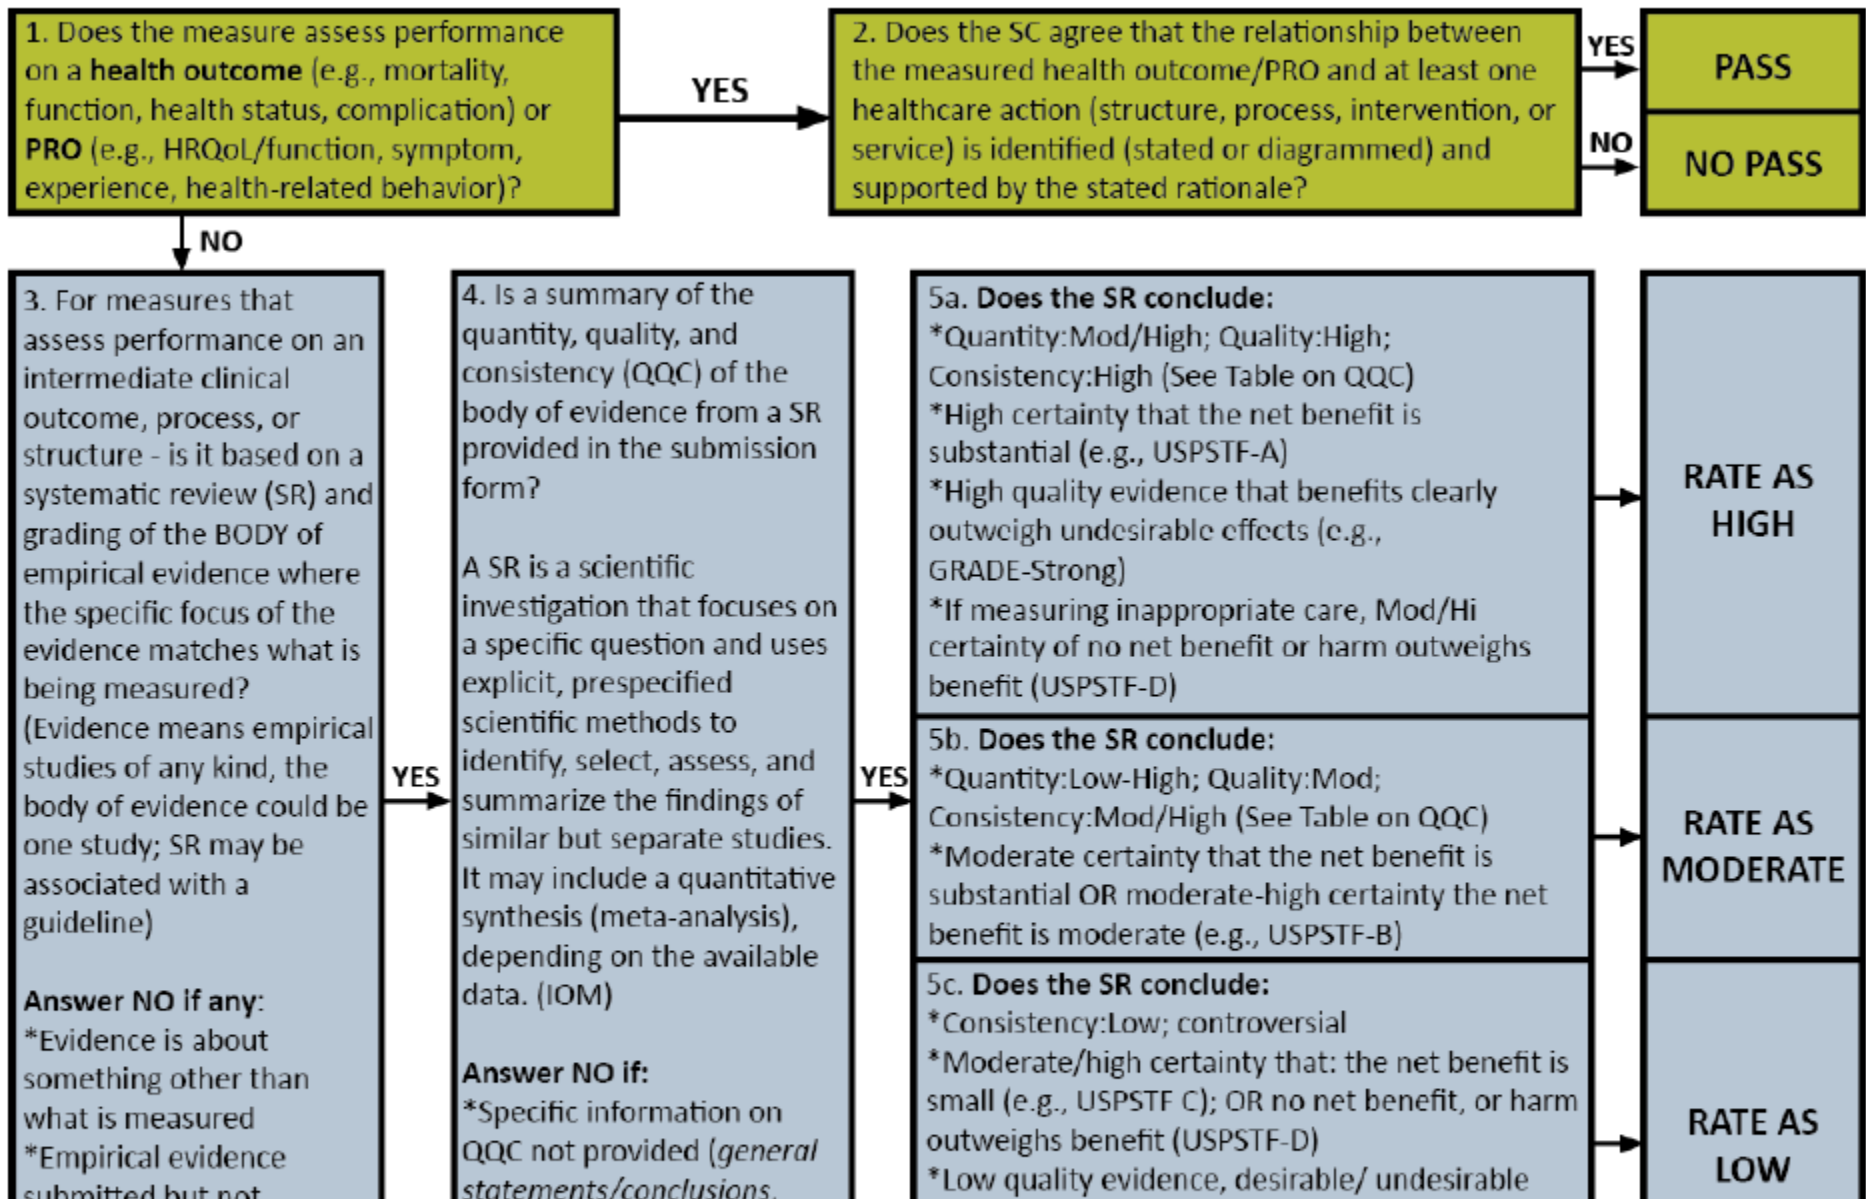 1. Does the measure assess performance
on a health outcome (e.g., mortality,
function, health status, complication) or
PRO (e.g., HRQoL/function, symptom,
experience, health-related behavior)?
YES
2. Does the SC agree that the relationship between
the measured health outcome/PRO and at least one
healthcare action (structure, process, intervention, or
service) is identified (stated or diagrammed) and
supported by the stated rationale?
YES
PASS
NO
NO PASS
NO
3. For measures that
assess performance on an
intermediate clinical
outcome, process, or
structure - is it based on a
systematic review (SR) and
grading of the BODY of
empirical evidence where
the specific focus of the
evidence matches what is
being measured?
(Evidence means empirical
studies of any kind, the
body of evidence could be
one study; SR may be
associated with a
guideline)
Answer NO if any:
*Evidence is about
something other than
what is measured
*Empirical evidence
submitted but not
YES
4. Is a summary of the
quantity, quality, and
consistency (QQC) of the
body of evidence from a SR
provided in the submission
form?
A SR is a scientific
investigation that focuses on
a specific question and uses
explicit, prespecified
scientific methods to
identify, select, assess, and
summarize the findings of
similar but separate studies.
It may include a quantitative
synthesis (meta-analysis),
depending on the available
data. (IOM)
Answer NO if:
*Specific information on
QQC not provided (general
statements/conclusions,
YES
5a. Does the SR conclude:
*Quantity:Mod/High; Quality:High;
Consistency:High (See Table on QQC)
*High certainty that the net benefit is
substantial (e.g., USPSTF-A)
*High quality evidence that benefits clearly
outweigh undesirable effects (e.g.,
GRADE-Strong)
*If measuring inappropriate care, Mod/Hi
certainty of no net benefit or harm outweighs
benefit (USPSTF-D)
RATE AS
HIGH
5b. Does the SR conclude:
*Quantity:Low-High; Quality:Mod;
Consistency:Mod/High (See Table on QQC)
*Moderate certainty that the net benefit is
substantial OR moderate-high certainty the net
benefit is moderate (e.g., USPSTF-B)
RATE AS
MODERATE
5c. Does the SR conclude:
*Consistency:Low; controversial
*Moderate/high certainty that: the net benefit is
small (e.g., USPSTF C); OR no net benefit, or harm
outweighs benefit (USPSTF-D)
*Low quality evidence, desirable/ undesirable
RATE AS
LOW